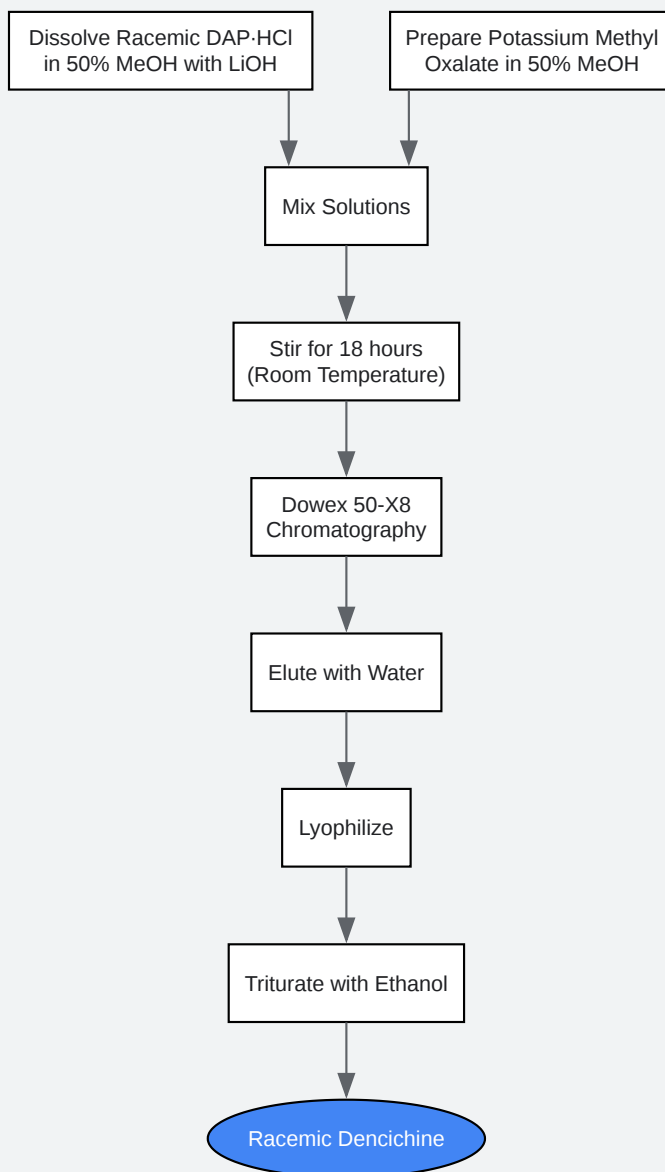 Dissolve Racemic DAP·HCl
in 50% MeOH with LiOH
Prepare Potassium Methyl
Oxalate in 50% MeOH
Mix Solutions
Stir for 18 hours
(Room Temperature)
Dowex 50-X8
Chromatography
Elute with Water
Lyophilize
Triturate with Ethanol
Racemic Dencichine